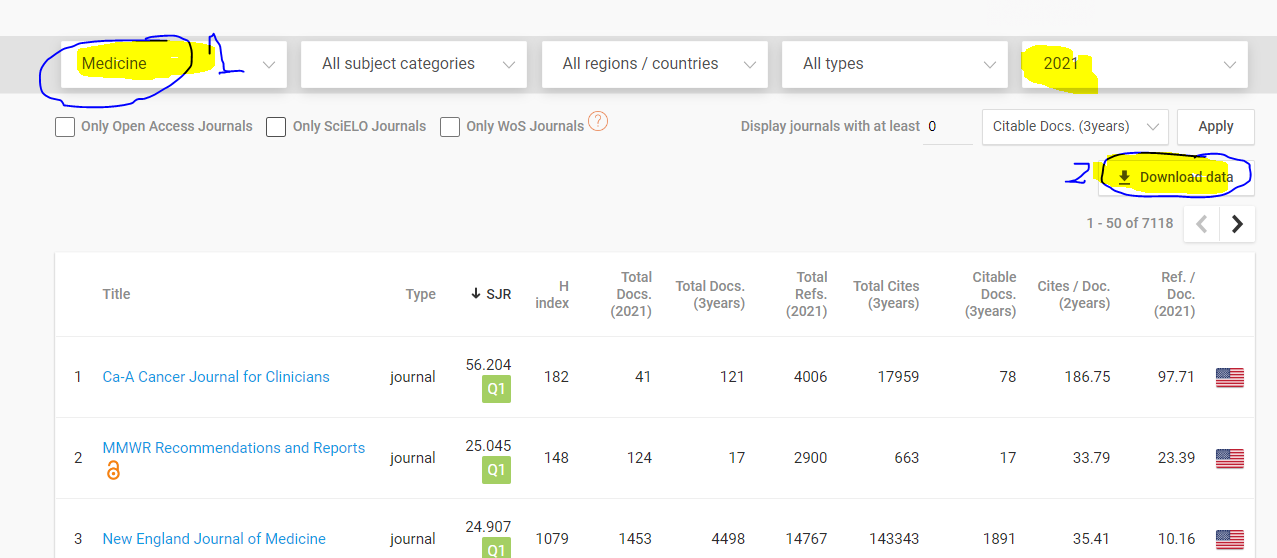 1
Medicine All subject categories All regions / countries All types 2021
Only Open Access Journals Only SciELO Journals Only WoS Journals ? Display journals with at least 0 Citable Docs. (3years) Apply
2 Download data
1 - 50 of 7118
Title Type SJR H index Total Docs. (2021) Total Docs. (3years) Total Refs. (2021) Total Cites (3years) Citable Docs. (3years) Cites / Doc. (2years) Ref. / Doc. (2021)
1 Ca-A Cancer Journal for Clinicians journal 56.204 Q1 182 41 121 4006 17959 78 186.75 97.71
2 MMWR Recommendations and Reports journal 25.045 Q1 148 124 17 2900 663 17 33.79 23.39
3 New England Journal of Medicine journal 24.907 Q1 1079 1453 4498 14767 143343 1891 35.41 10.16